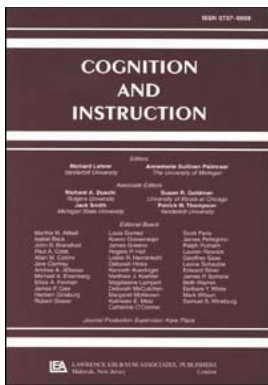 ISSN 0737-0008
COGNITION
AND
INSTRUCTION
Editors
Richard Lehrer
Vanderbilt University
Annemarie Sullivan Palincsar
The University of Michigan
Associate Editors
Richard A. Duschl
Rutgers University
Jack Smith
Michigan State University
Susan R. Goldman
University of Illinois at Chicago
Patrick W. Thompson
Vanderbilt University
Editorial Board
Martha W. Alibali
Isabel Beck
John D. Bransford
Paul A. Cobb
Allan M. Collins
Jere Confrey
Andrea A. diSessa
Michael A. Eisenberg
Ellice A. Forman
James P. Gee
Herbert Ginsburg
Robert Glaser
Louis Gomez
Koeno Gravemeijer
James Greeno
Rogers P. Hall
Leslie R. Herrenkohl
Deborah Hicks
Kenneth Koedinger
Matthew J. Koehler
Magdalene Lampert
Deborah McCutchen
Margaret McKeown
Kathleen E. Metz
Catherine O'Connor
Scott Paris
James Pellegrino
Ralph Putnam
Lauren Resnick
Geoffrey Saxe
Leona Schauble
Edward Silver
James P. Spillane
Beth Warren
Barbara Y. White
Mark Wilson
Samuel S. Wineburg
Journal Production Supervisor:
LEA
LAWRENCE ERLBAUM ASSOCIATES, PUBLISHERS
Mahwah, New Jersey
London